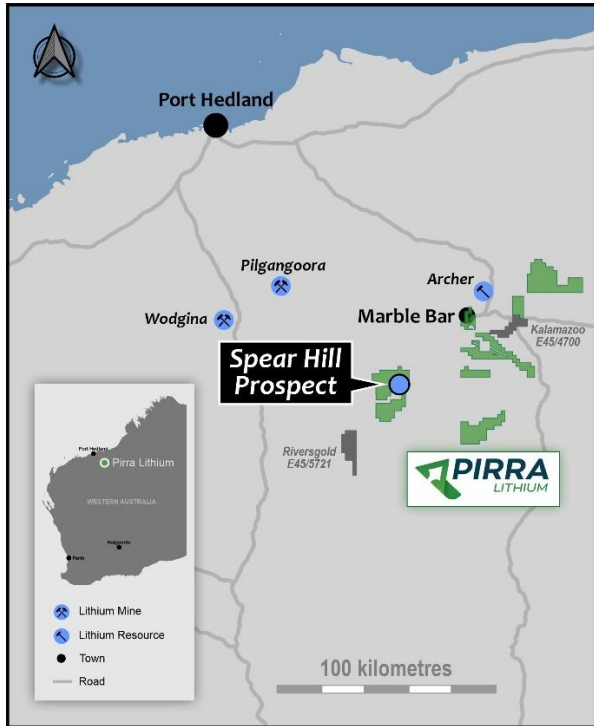 Port Hedland
Pilgangoora
Archer
Wodgina
Marble Bar
Kalamazoo
E45/4700
Spear Hill
Prospect
Riversgold
E45/5721
PIRRA
LITHIUM
Port Hedland
Pirra Lithium
WESTERN AUSTRALIA
Perth
Lithium Mine
Lithium Resource
Town
Road
100 kilometres